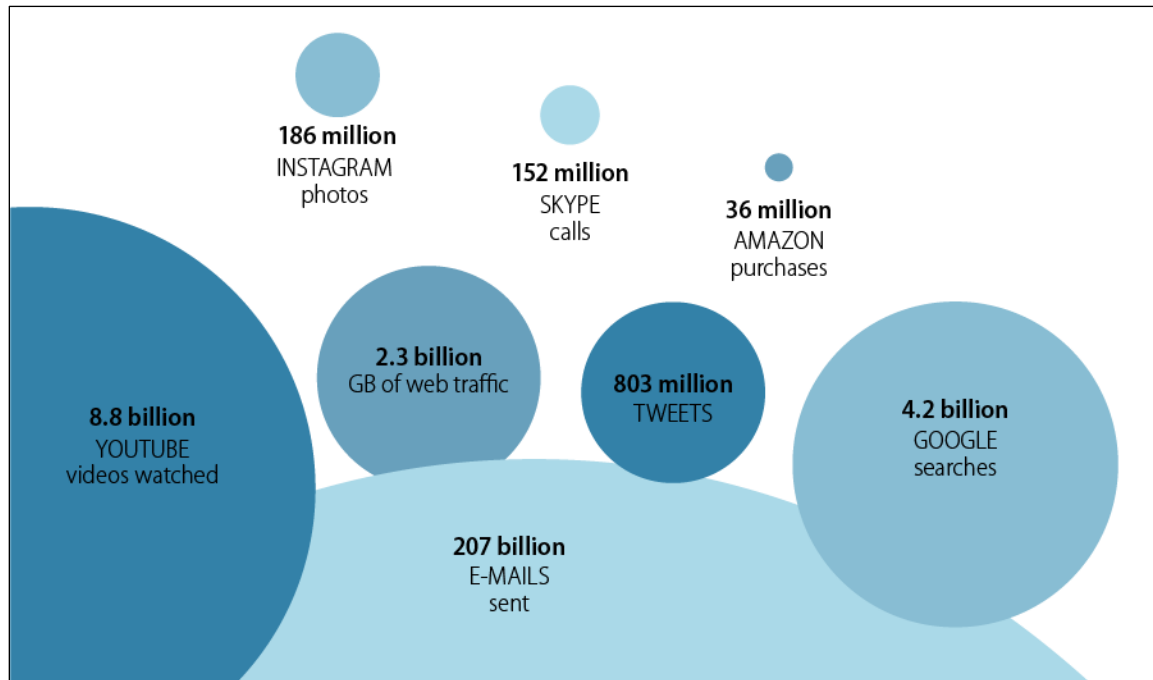 186 million
INSTAGRAM
photos
152 million
SKYPE
calls
36 million
AMAZON
purchases
8.8 billion
YOUTUBE
videos watched
2.3 billion
GB of web traffic
803 million
TWEETS
4.2 billion
GOOGLE
searches
207 billion
E-MAILS
sent